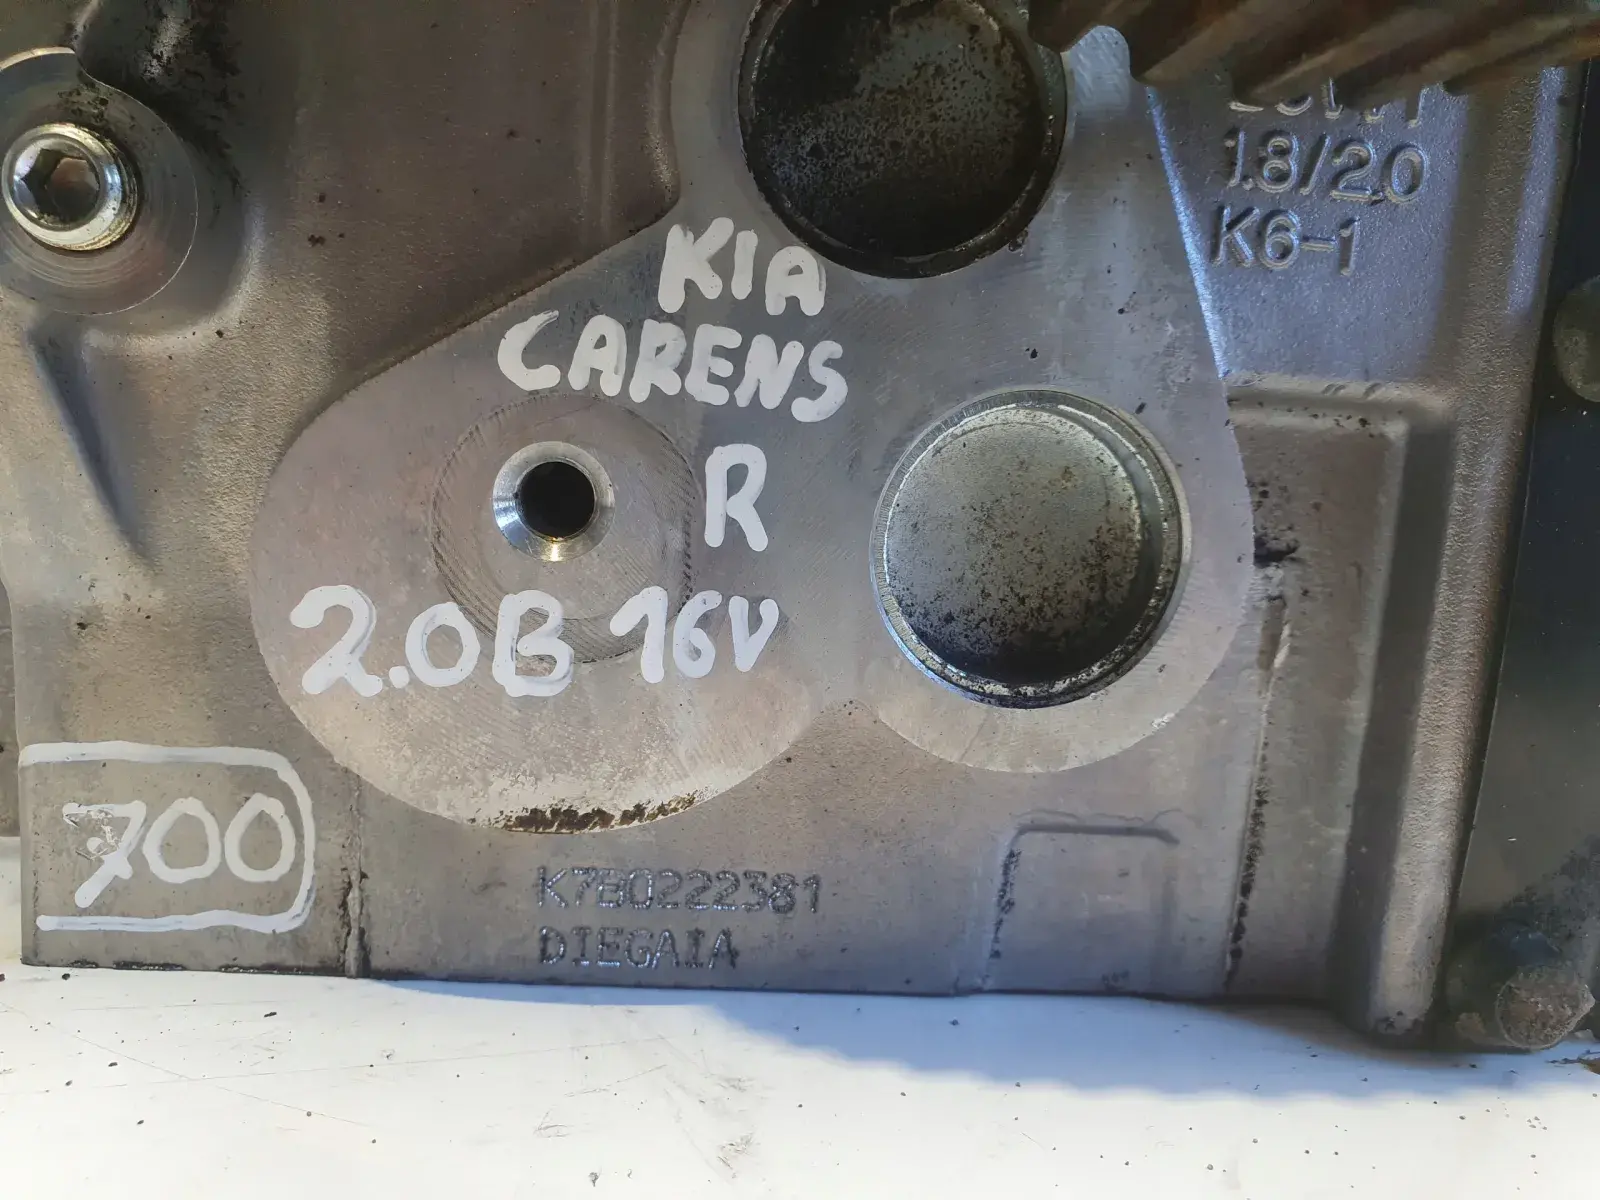 1.8/2.0
K6-1
KIA
CARENS
R
2.0B 16V
700
K7B0222381
DIEGAIA